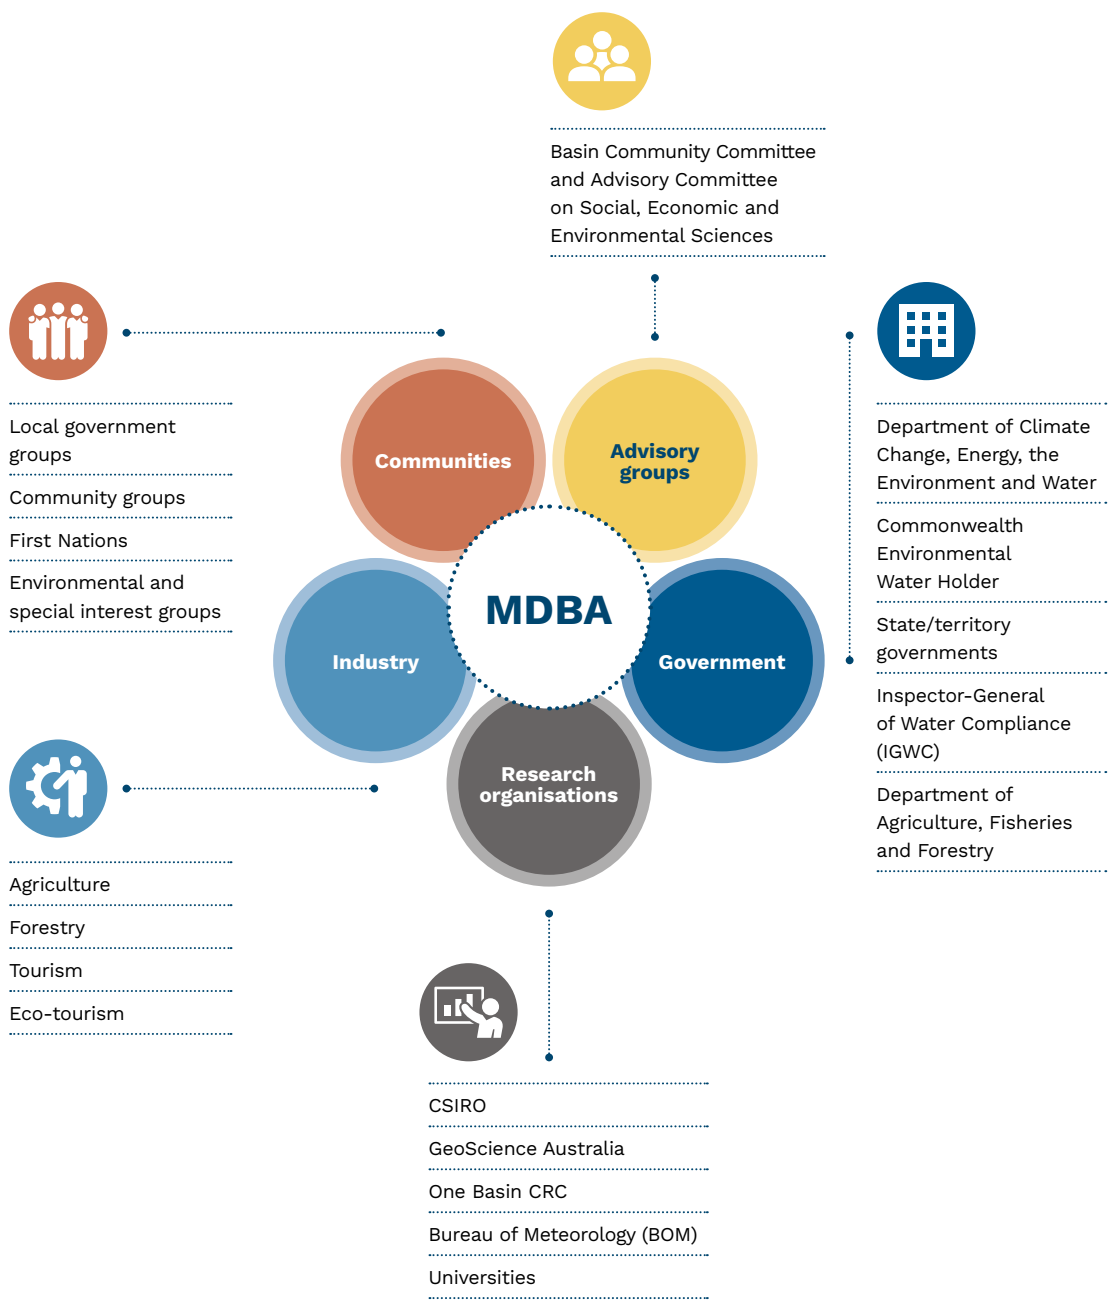 Basin Community Committee
and Advisory Committee
on Social, Economic and
Environmental Sciences
Local government
groups
Community groups
First Nations
Environmental and
special interest groups
Communities
Advisory
groups
MDBA
Industry
Government
Research
organisations
Department of Climate
Change, Energy, the
Environment and Water
Commonwealth
Environmental
Water Holder
State/territory
governments
Inspector-General
of Water Compliance
(IGWC)
Department of
Agriculture, Fisheries
and Forestry
Agriculture
Forestry
Tourism
Eco-tourism
CSIRO
GeoScience Australia
One Basin CRC
Bureau of Meteorology (BOM)
Universities